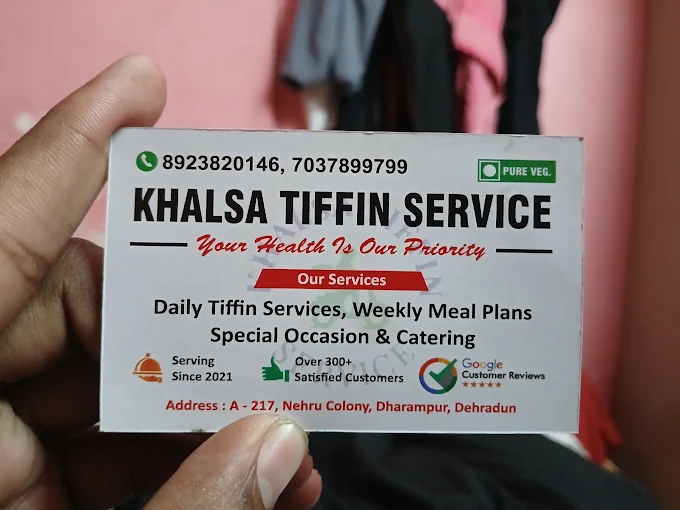 8923820146, 7037899799
PURE VEG.
KHALSA TIFFIN SERVICE
Your Health Is Our Priority
Our Services
Daily Tiffin Services, Weekly Meal Plans
Special Occasion & Catering
Serving
Since 2021
Over 300+
Satisfied Customers
Google
Customer Reviews
Address : A - 217, Nehru Colony, Dharampur, Dehradun